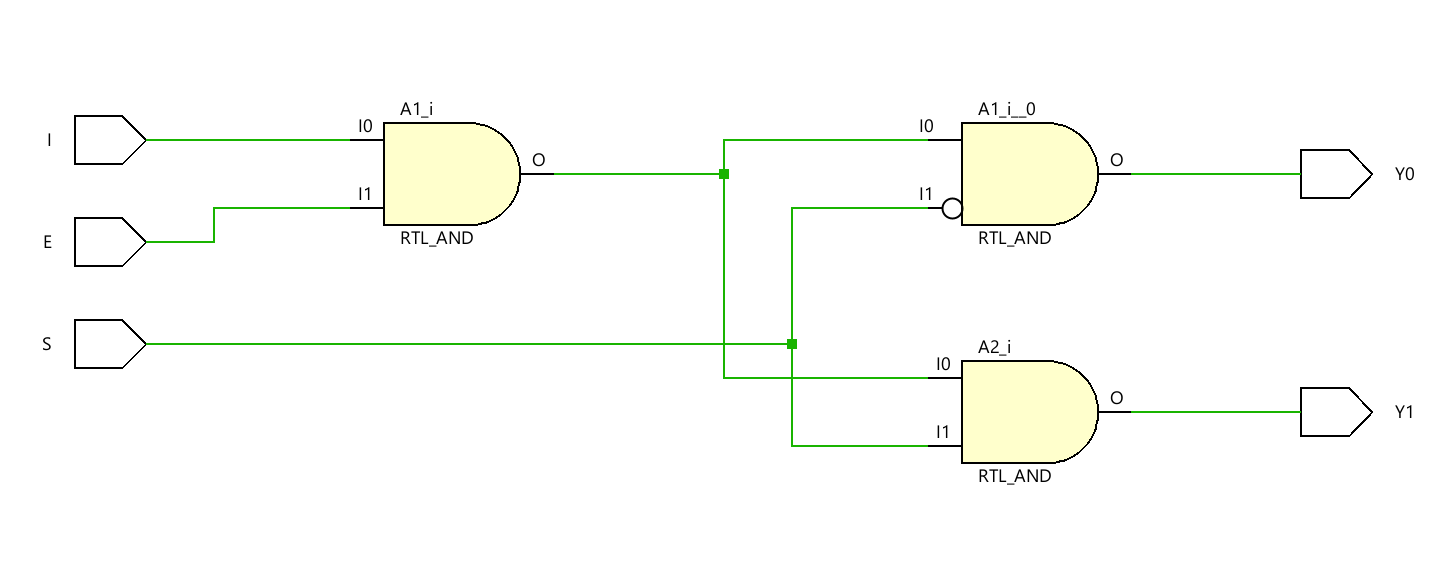 A1_i
A1_i__0
I
I0
O
I0
O
Y0
I1
I1
E
RTL_AND
RTL_AND
S
A2_i
I0
O
Y1
I1
RTL_AND